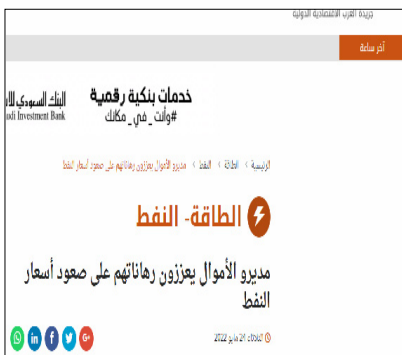 جريدة العرب الاقتصادية الدولية
آخر ساعة
خدمات بنكية رقمية
#وأنت_في_مكانك
البنك السعودي للا
udi Investment Bank
الرئيسية > الطاقة > النفط > مديرو الأموال يعززون رهاناتهم على صعود أسعار النفط
الطاقة- النفط
مديرو الأموال يعززون رهاناتهم على صعود أسعار
النفط
الثلاثاء 24 مايو 2022